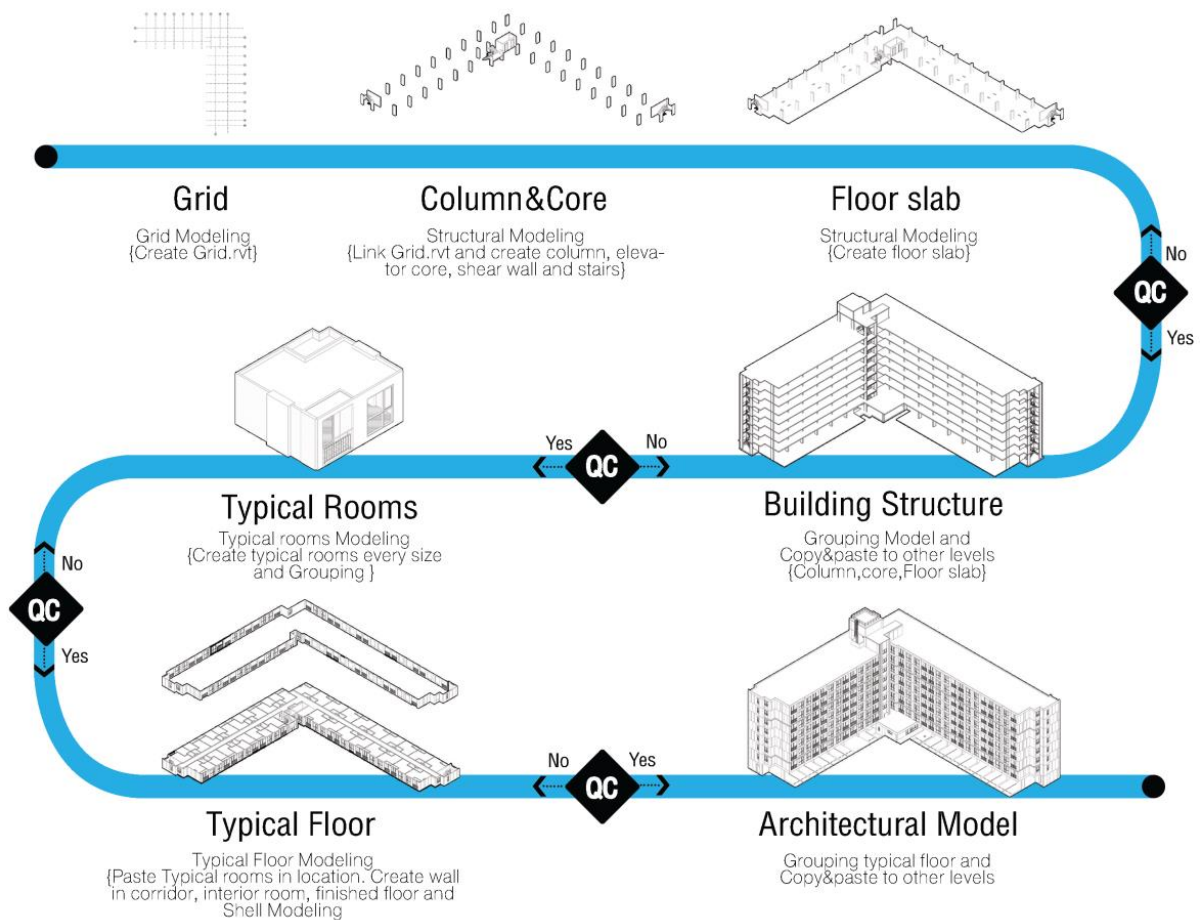 Grid
Grid Modeling
{Create Grid.rvt}
Column&Core
Structural Modeling
{Link Grid.rvt and create column, eleva-
tor core, shear wall and stairs}
Floor slab
Structural Modeling
{Create floor slab}
No
QC
Yes
Building Structure
Grouping Model and
Copy&paste to other levels
{Column,core,Floor slab}
Yes
QC
No
Typical Rooms
Typical rooms Modeling
{Create typical rooms every size
and Grouping }
No
QC
Yes
Typical Floor
Typical Floor Modeling
{Paste Typical rooms in location. Create wall
in corridor, interior room, finished floor and
Shell Modeling
No
QC
Yes
Architectural Model
Grouping typical floor and
Copy&paste to other levels